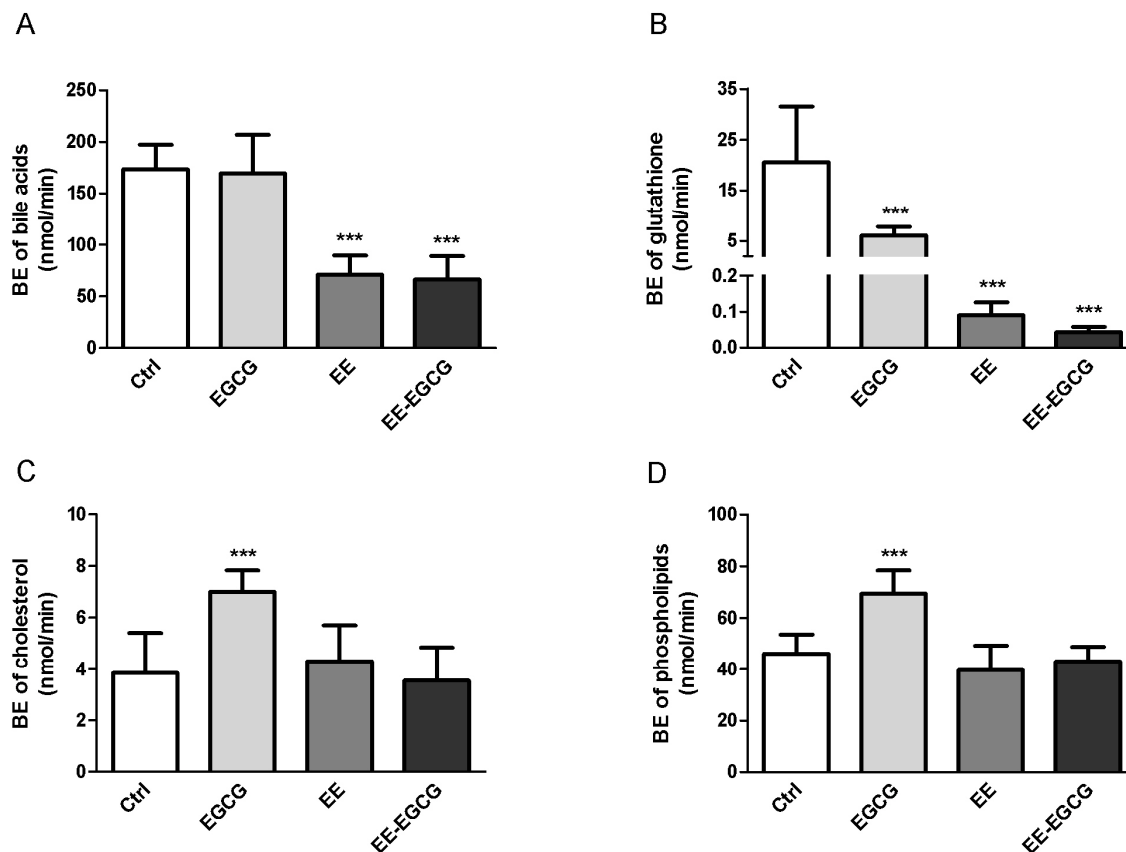 A
BE of bile acids
(nmol/min)
250
200
150
100
50
0
***
***
Ctrl
EGCG
EE
EE-EGCG
B
BE of glutathione
(nmol/min)
35
25
15
5
0.2
0.1
0.0
***
***
***
Ctrl
EGCG
EE
EE-EGCG
C
BE of cholesterol
(nmol/min)
10
8
6
4
2
0
***
Ctrl
EGCG
EE
EE-EGCG
D
BE of phospholipids
(nmol/min)
100
80
60
40
20
0
***
Ctrl
EGCG
EE
EE-EGCG